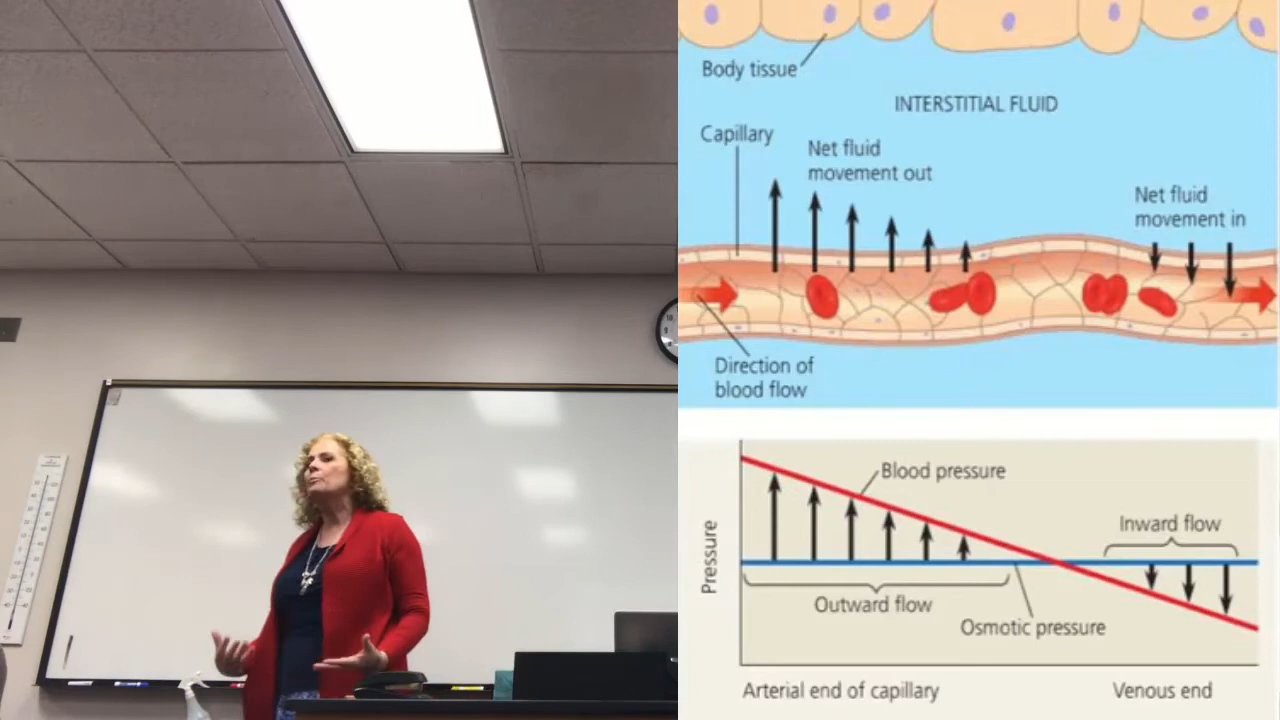 Body tissue
INTERSTITIAL FLUID
Capillary
Net fluid
movement out
Net fluid
movement in
Direction of
blood flow
Pressure
Blood pressure
Inward flow
Outward flow
Osmotic pressure
Arterial end of capillary
Venous end